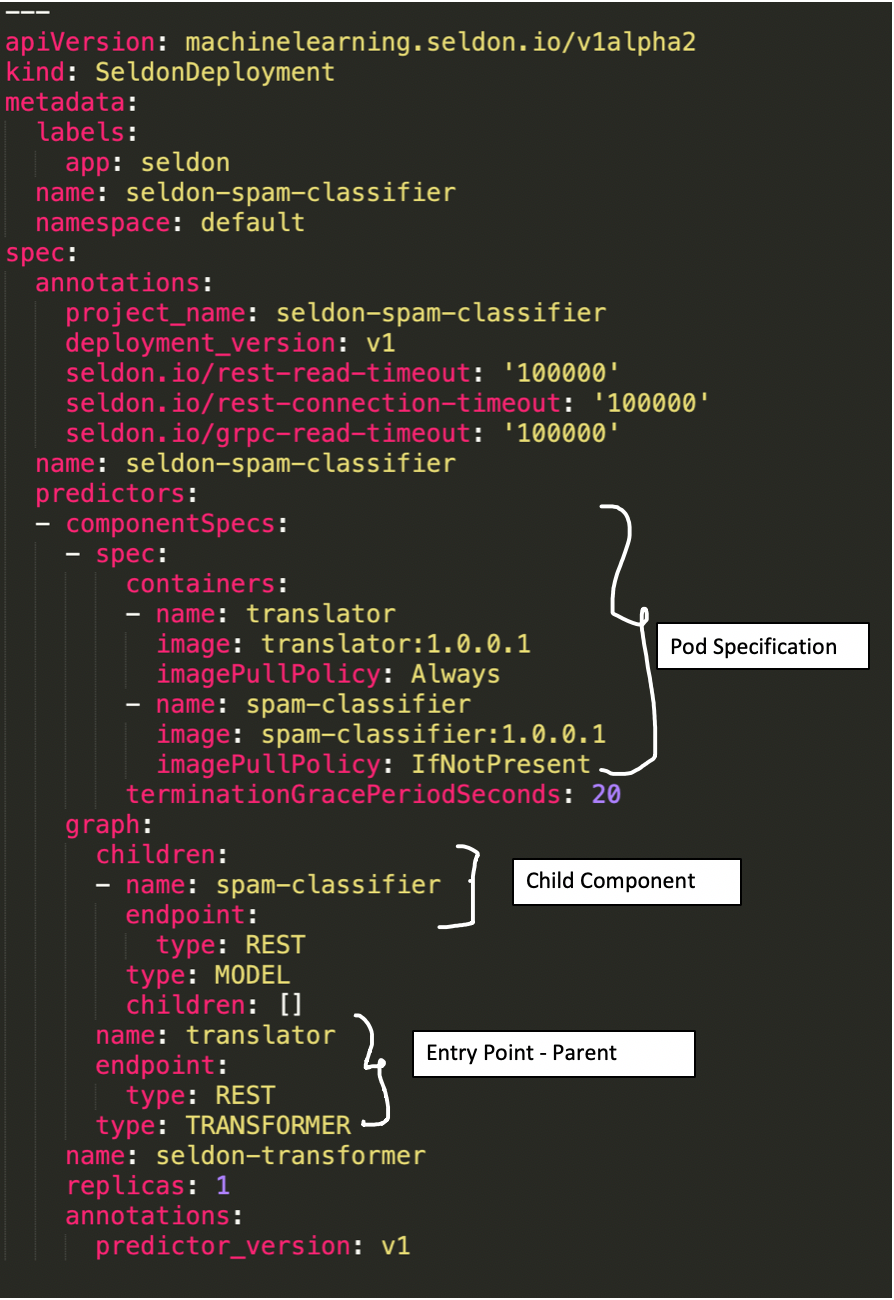 ---
apiVersion: machinelearning.seldon.io/v1alpha2
kind: SeldonDeployment
metadata:
  labels:
    app: seldon
  name: seldon-spam-classifier
  namespace: default
spec:
  annotations:
    project_name: seldon-spam-classifier
    deployment_version: v1
    seldon.io/rest-read-timeout: '100000'
    seldon.io/rest-connection-timeout: '100000'
    seldon.io/grpc-read-timeout: '100000'
  name: seldon-spam-classifier
  predictors:
  - componentSpecs:
    - spec:
        containers:
        - name: translator
          image: translator:1.0.0.1
Pod Specification
          imagePullPolicy: Always
        - name: spam-classifier
          image: spam-classifier:1.0.0.1
          imagePullPolicy: IfNotPresent
        terminationGracePeriodSeconds: 20
    graph:
      children:
      - name: spam-classifier
Child Component
        endpoint:
          type: REST
        type: MODEL
        children: []
      name: translator
Entry Point - Parent
      endpoint:
        type: REST
      type: TRANSFORMER
    name: seldon-transformer
    replicas: 1
    annotations:
      predictor_version: v1